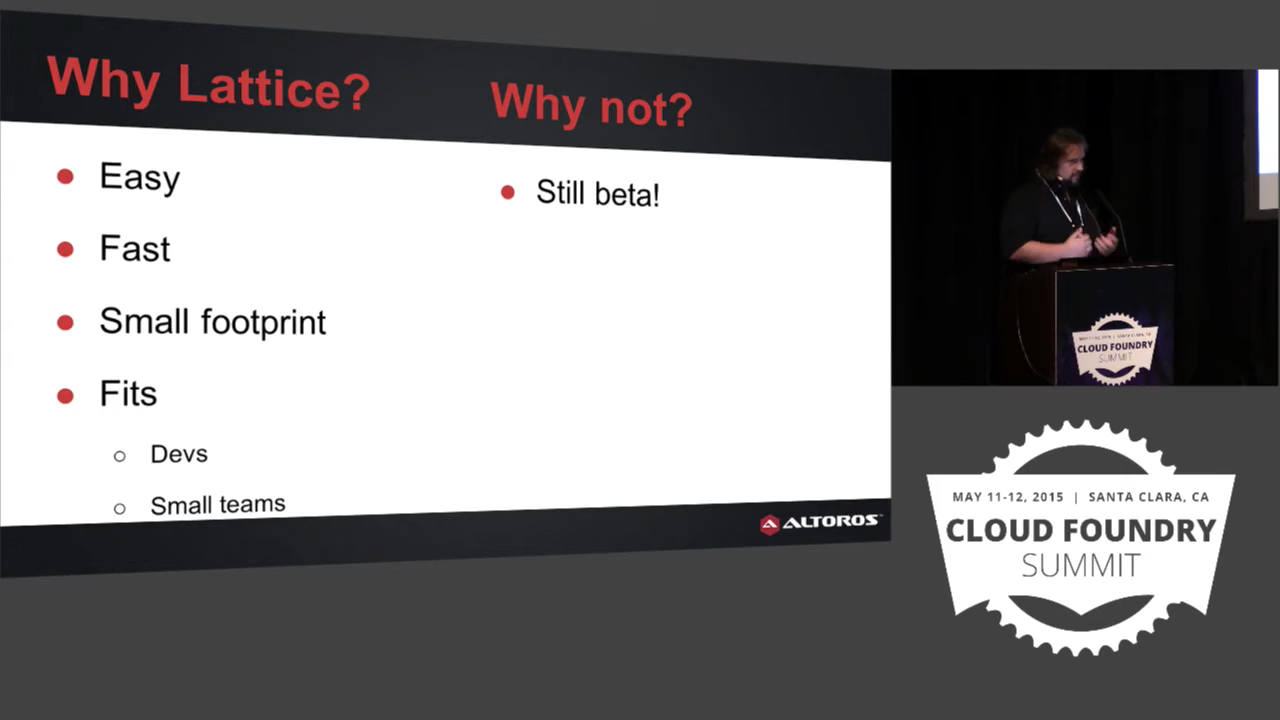 Why Lattice?
Why not?
Easy
Fast
Small footprint
Fits
Devs
Small teams
Still beta!
ALTOROS
CLOUD FOUNDRY
SUMMIT
MAY 11-12, 2015 | SANTA CLARA, CA
CLOUD FOUNDRY
SUMMIT